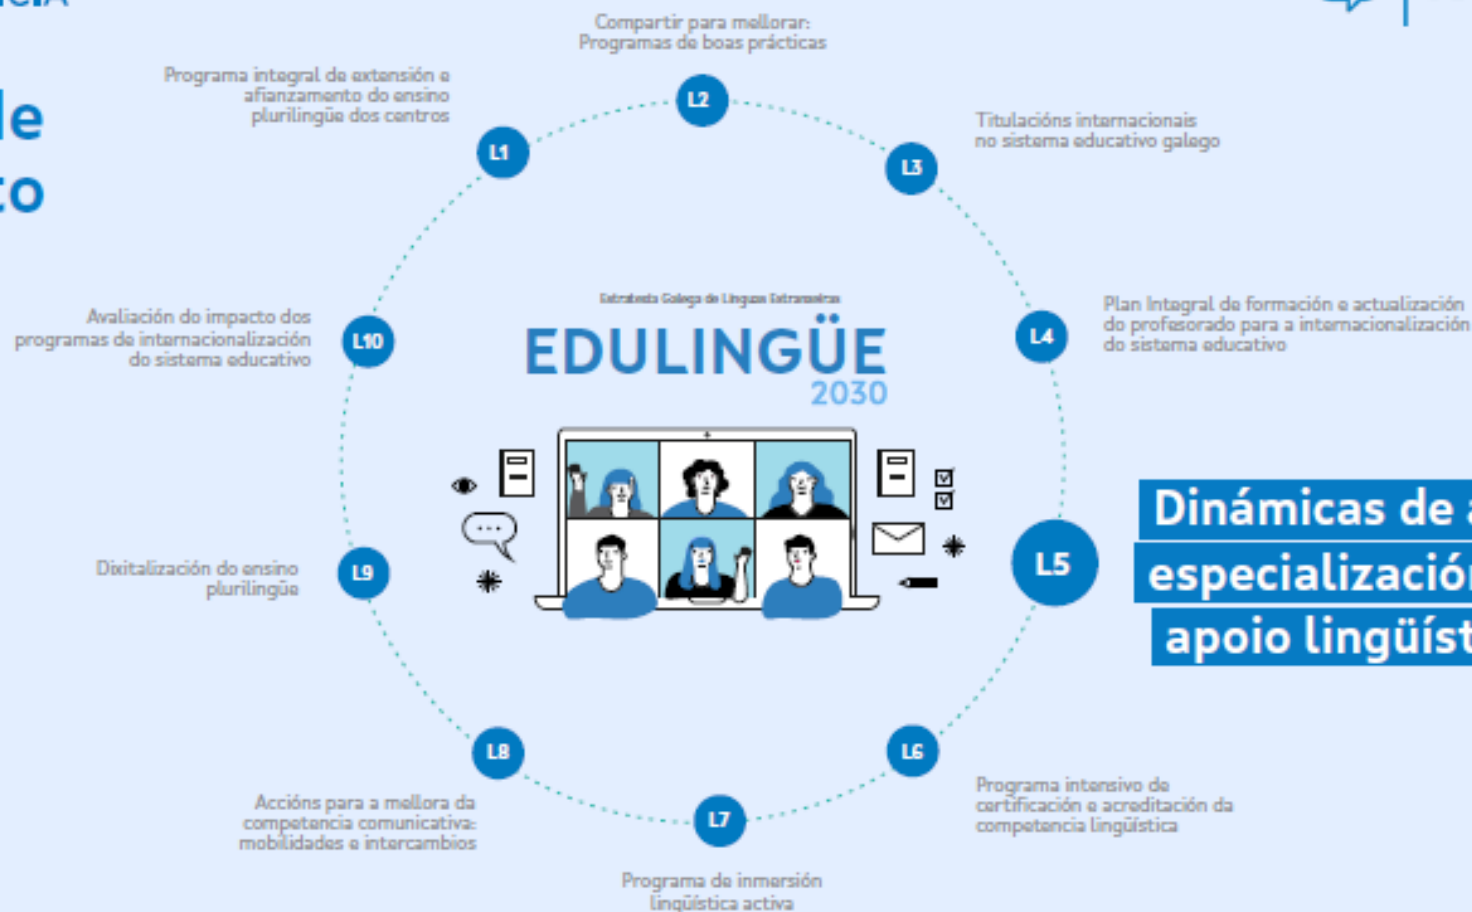 Compartir para mellorar:
Programas de boas prácticas
Programa integral de extensión e
afianzamento do ensino
plurilingüe dos centros
L2
L1
Titulacións internacionais
no sistema educativo galego
L3
Avaliación do impacto dos
programas de internacionalización
do sistema educativo
L10
Estratexia Galega de Linguas Estranxeiras
EDULINGÜE
2030
L4
Plan Integral de formación e actualización
do profesorado para a internacionalización
do sistema educativo
Dixitalización do ensino
plurilingüe
L9
L5
Dinámicas de
especialización
apoio
L8
Accións para a mellora da
competencia comunicativa:
mobilidades e intercambios
L7
Programa de inmersión
lingüística activa
L6
Programa intensivo de
certificación e acreditación da
competencia lingüística